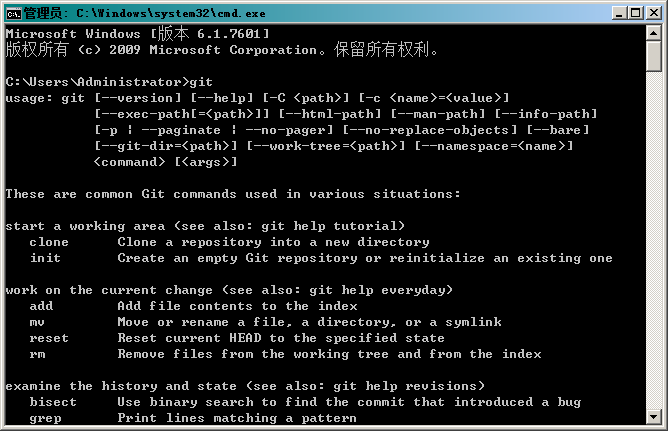 管理员: C:\Windows\system32\cmd.exe
Microsoft Windows [版本 6.1.7601]
版权所有 (c) 2009 Microsoft Corporation。保留所有权利。
C:\Users\Administrator>git
usage: git [--version] [--help] [-C <path>] [-c <name>=<value>]
[--exec-path[=<path>]] [--html-path] [--man-path] [--info-path]
[-p ¦ --paginate ¦ --no-pager] [--no-replace-objects] [--bare]
[--git-dir=<path>] [--work-tree=<path>] [--namespace=<name>]
<command> [<args>]
These are common Git commands used in various situations:
start a working area (see also: git help tutorial)
clone Clone a repository into a new directory
init Create an empty Git repository or reinitialize an existing one
work on the current change (see also: git help everyday)
add Add file contents to the index
mv Move or rename a file, a directory, or a symlink
reset Reset current HEAD to the specified state
rm Remove files from the working tree and from the index
examine the history and state (see also: git help revisions)
bisect Use binary search to find the commit that introduced a bug
grep Print lines matching a pattern